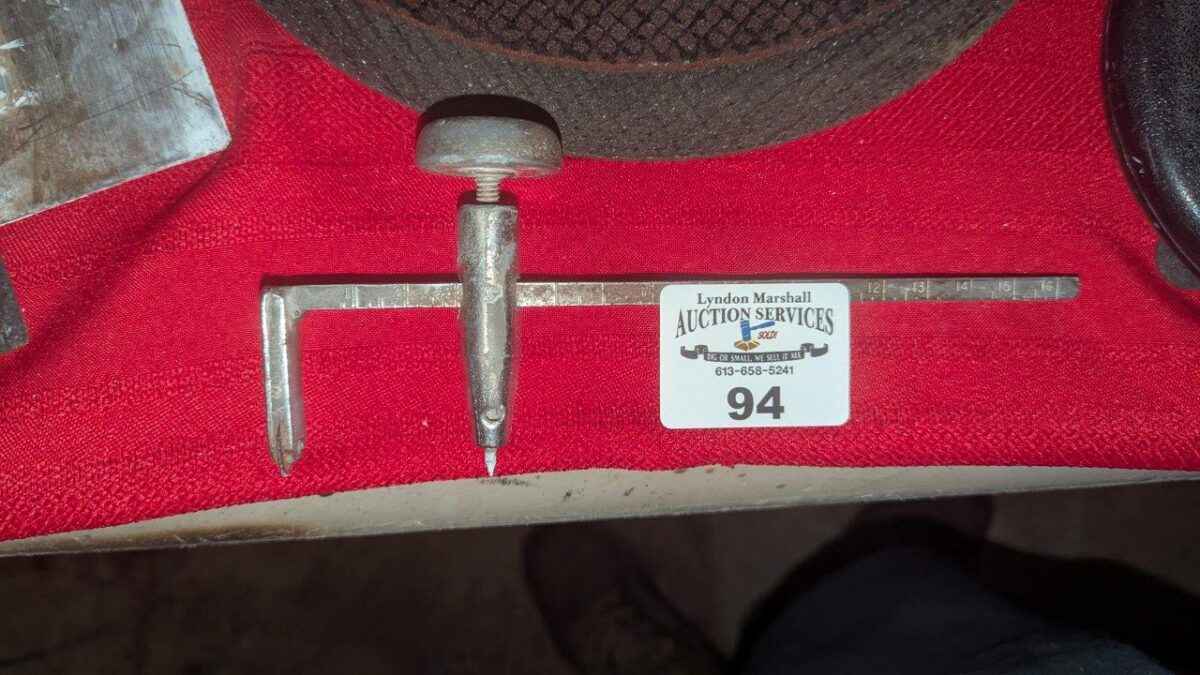 Lyndon Marshall
AUCTION SERVICES
SOLD!
BIG OR SMALL, WE SELL IT ALL
613-658-5241
94
12 13 14 15 16